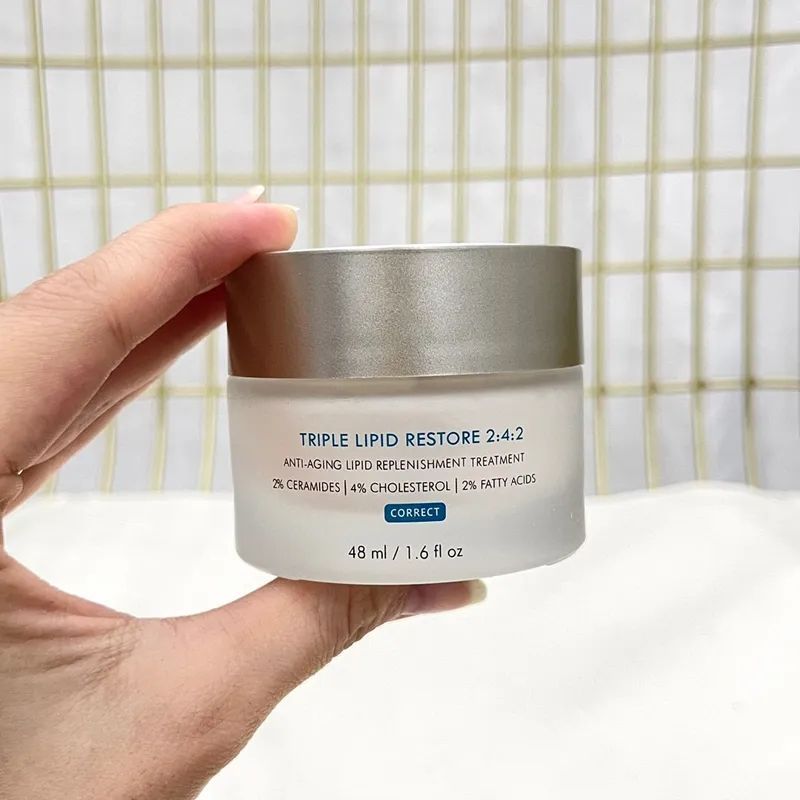 TRIPLE LIPID RESTORE 2:4:2
ANTI-AGING LIPID REPLENISHMENT TREATMENT
2% CERAMIDES | 4% CHOLESTEROL | 2% FATTY ACIDS
CORRECT
48 ml / 1.6 fl oz